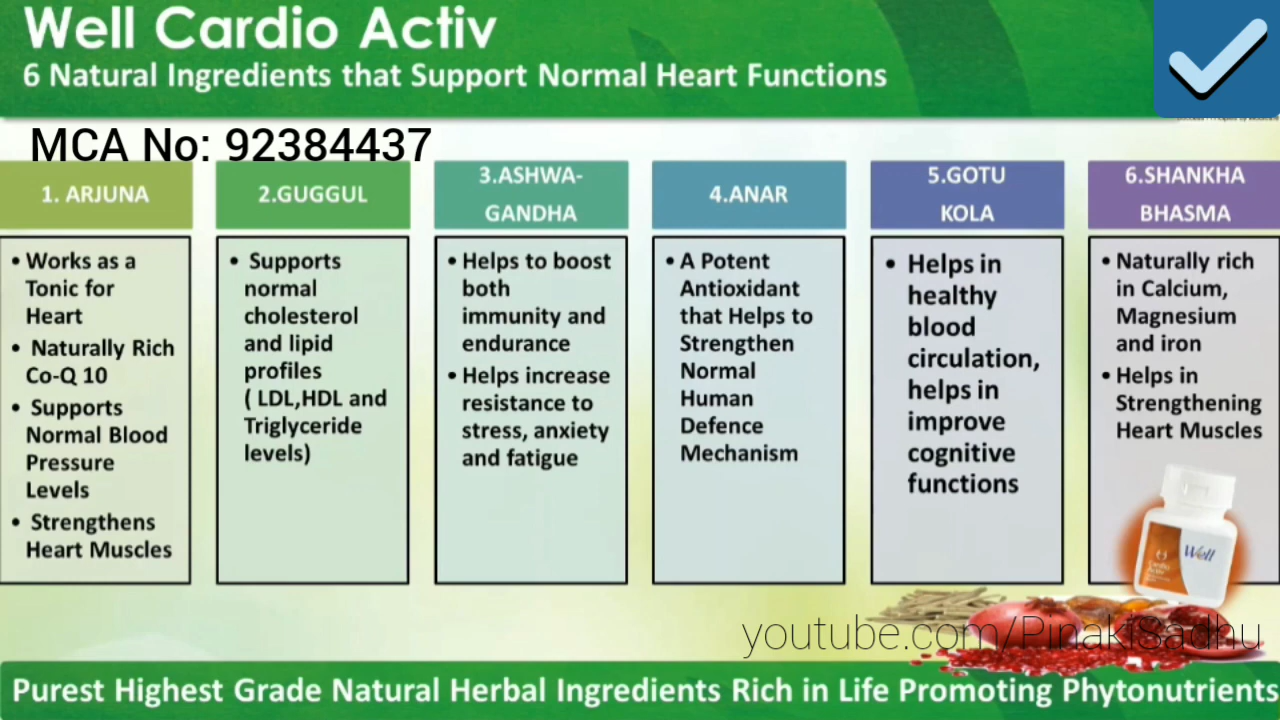 Well Cardio Activ
6 Natural Ingredients that Support Normal Heart Functions
MCA No: 92384437
1. ARJUNA
• Works as a
Tonic for
Heart
• Naturally Rich
Co-Q 10
• Supports
Normal Blood
Pressure
Levels
• Strengthens
Heart Muscles
2.GUGGUL
• Supports
normal
cholesterol
and lipid
profiles
( LDL,HDL and
Triglyceride
levels)
3.ASHWA-
GANDHA
• Helps to boost
both
immunity and
endurance
• Helps increase
resistance to
stress, anxiety
and fatigue
4.ANAR
• A Potent
Antioxidant
that Helps to
Strengthen
Normal
Human
Defence
Mechanism
5.GOTU
KOLA
• Helps in
healthy
blood
circulation,
helps in
improve
cognitive
functions
6.SHANKHA
BHASMA
• Naturally rich
in Calcium,
Magnesium
and iron
• Helps in
Strengthening
Heart Muscles
Well
Cardio
Activ
youtube.com/PinakiSadhu
Purest Highest Grade Natural Herbal Ingredients Rich in Life Promoting Phytonutrients